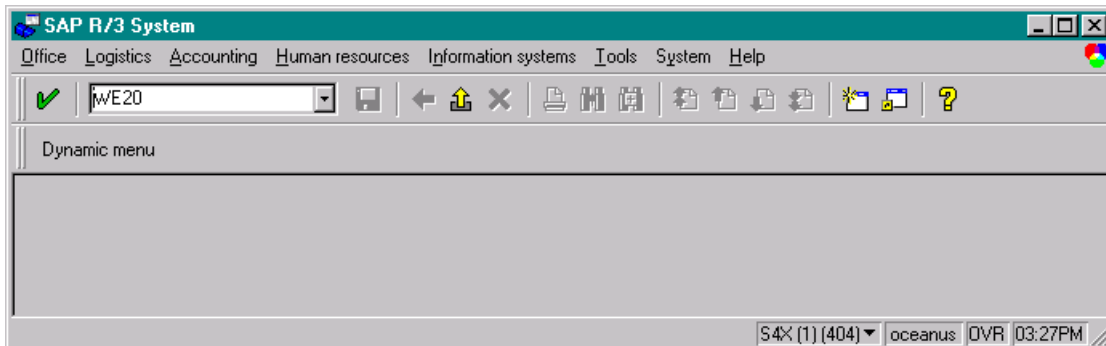 SAP R/3 System
Office Logistics Accounting Human resources Information systems Tools System Help
WE20
Dynamic menu
S4X (1) (404) oceanus OVR 03:27PM